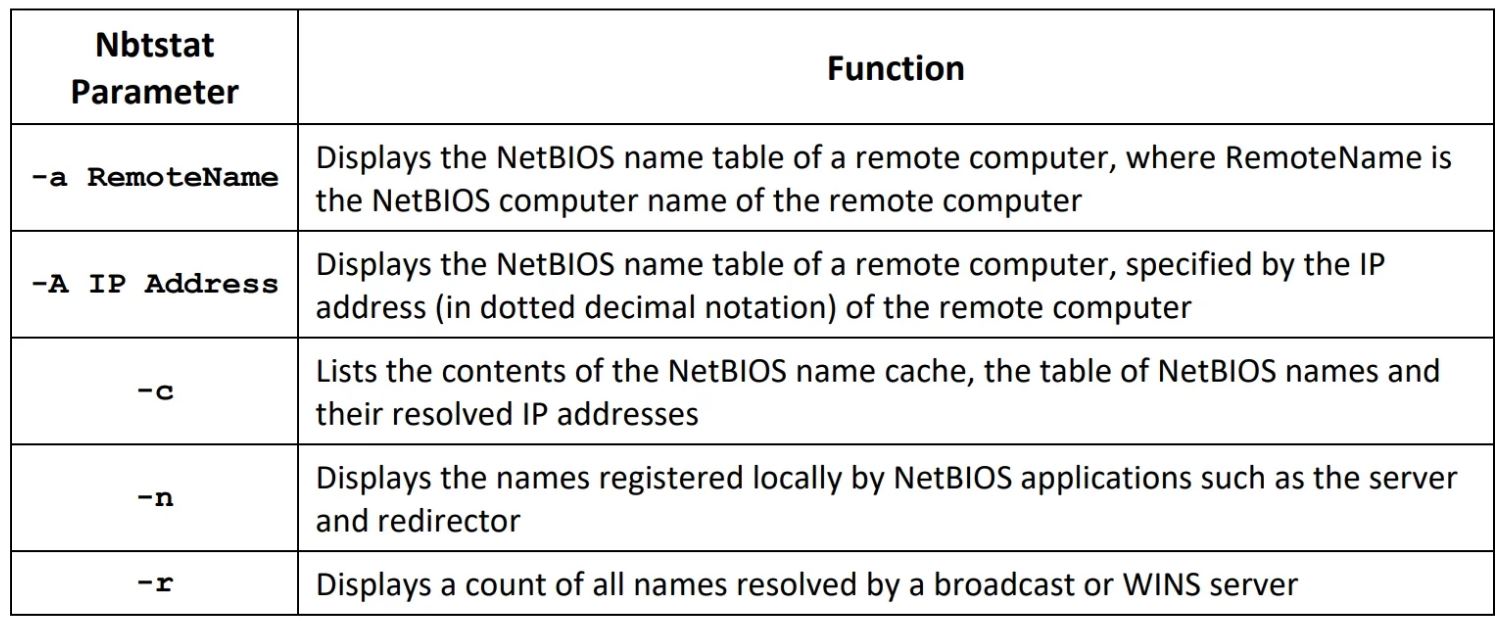 Nbtstat
Parameter
Function
-a RemoteName
Displays the NetBIOS name table of a remote computer, where RemoteName is
the NetBIOS computer name of the remote computer
-A IP Address
Displays the NetBIOS name table of a remote computer, specified by the IP
address (in dotted decimal notation) of the remote computer
-c
Lists the contents of the NetBIOS name cache, the table of NetBIOS names and
their resolved IP addresses
-n
Displays the names registered locally by NetBIOS applications such as the server
and redirector
-r
Displays a count of all names resolved by a broadcast or WINS server